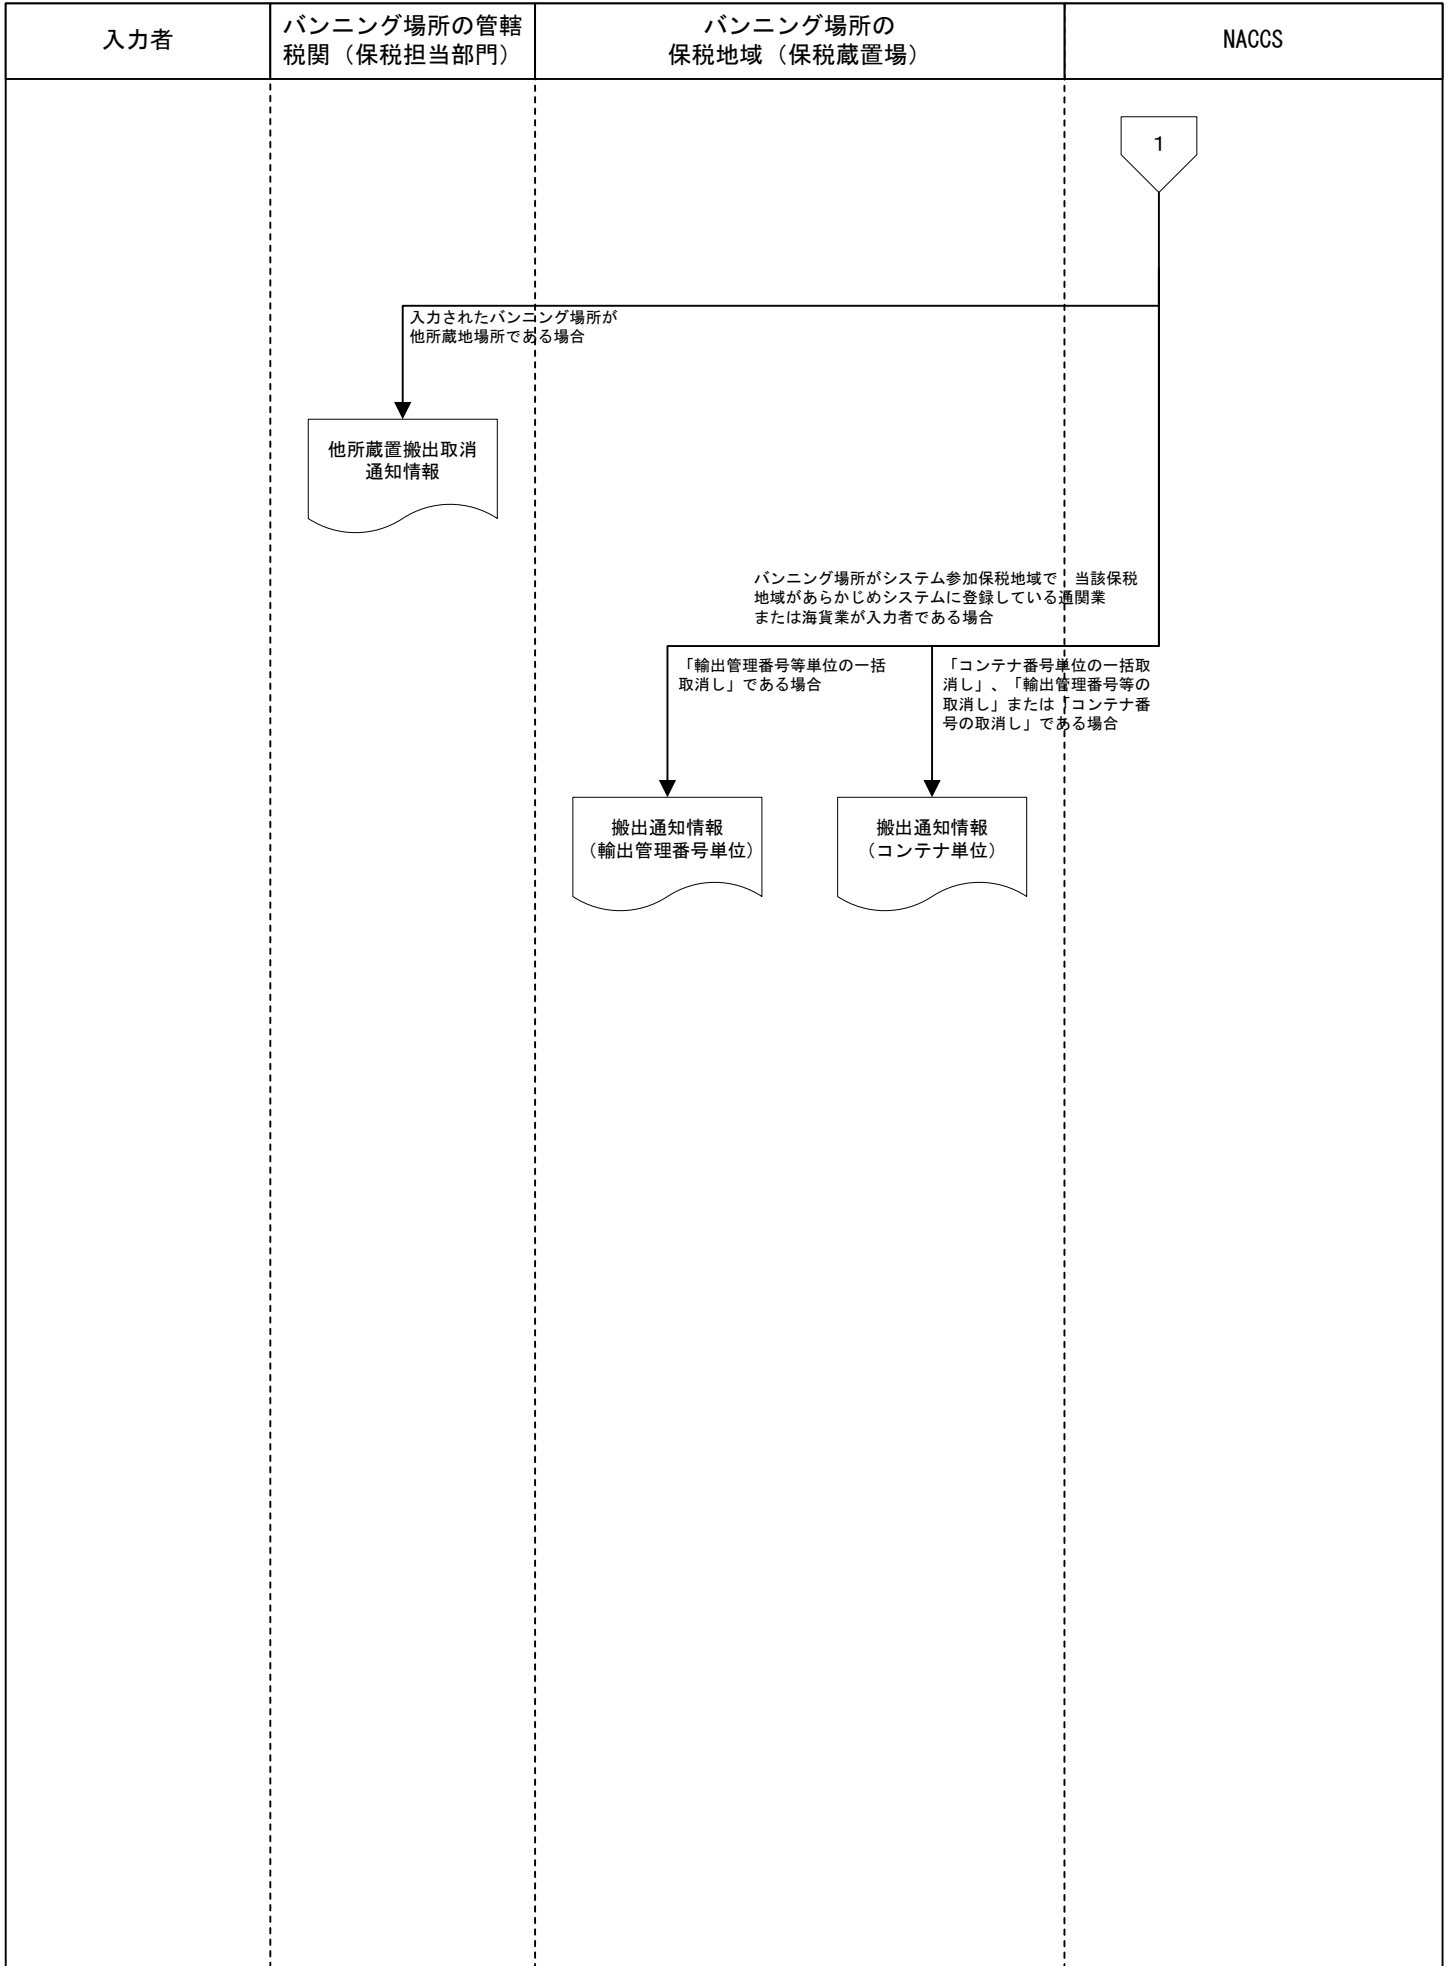 入力者
バンニング場所の管轄
税関（保税担当部門）
バンニング場所の
保税地域（保税蔵置場）
NACCS
1
入力されたバンニング場所が
他所蔵地場所である場合
他所蔵置搬出取消
通知情報
バンニング場所がシステム参加保税地域で、当該保税
地域があらかじめシステムに登録している通関業
または海貨業が入力者である場合
「輸出管理番号等単位の一括
取消し」である場合
「コンテナ番号単位の一括取
消し」、「輸出管理番号等の
取消し」または「コンテナ番
号の取消し」である場合
搬出通知情報
（輸出管理番号単位）
搬出通知情報
（コンテナ単位）